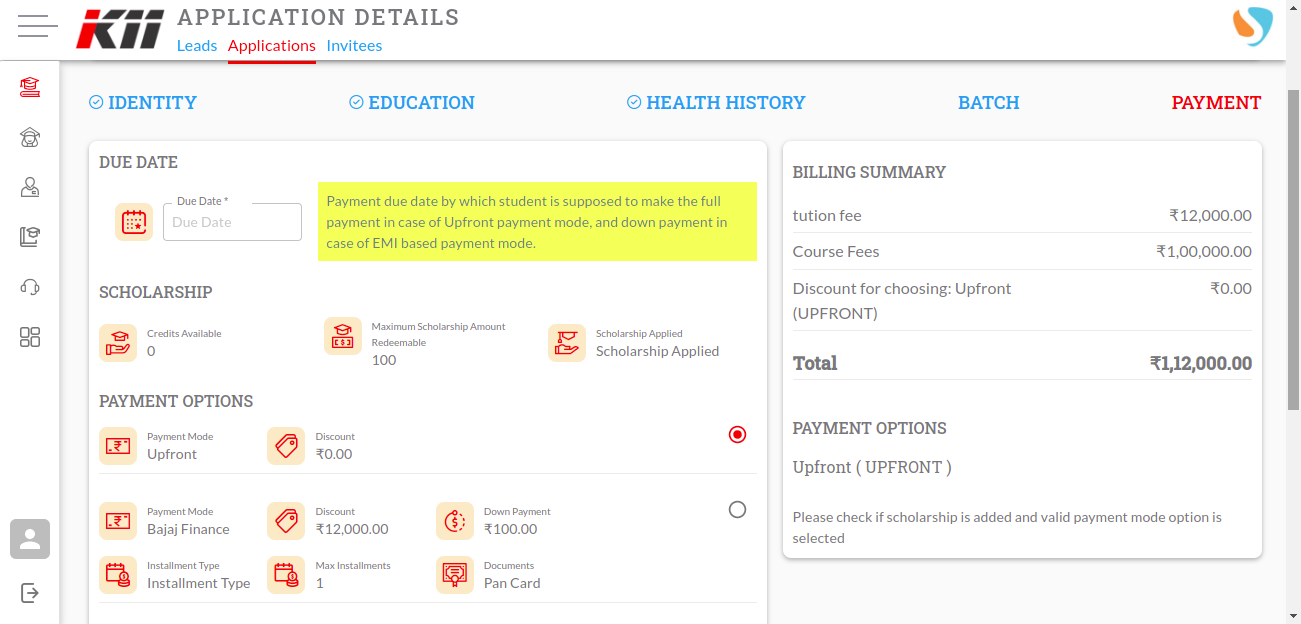 KII
APPLICATION DETAILS
Leads Applications Invitees
IDENTITY EDUCATION HEALTH HISTORY BATCH PAYMENT
DUE DATE
Due Date *
Due Date
Payment due date by which student is supposed to make the full
payment in case of Upfront payment mode, and down payment in
case of EMI based payment mode.
SCHOLARSHIP
Credits Available
0
Maximum Scholarship Amount
Redeemable
100
Scholarship Applied
Scholarship Applied
PAYMENT OPTIONS
Payment Mode
Upfront
Discount
₹0.00
Payment Mode
Bajaj Finance
Discount
₹12,000.00
Down Payment
₹100.00
Installment Type
Installment Type
Max Installments
1
Documents
Pan Card
BILLING SUMMARY
tution fee ₹12,000.00
Course Fees ₹1,00,000.00
Discount for choosing: Upfront ₹0.00
(UPFRONT)
Total ₹1,12,000.00
PAYMENT OPTIONS
Upfront ( UPFRONT )
Please check if scholarship is added and valid payment mode option is
selected